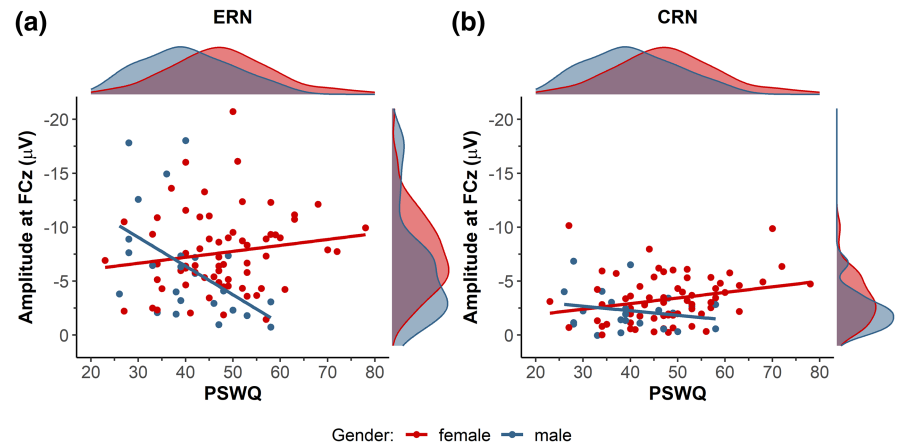 (a)
ERN
Amplitude at FCz (μV)
-20
-15
-10
-5
0
20 30 40 50 60 70 80
PSWQ
(b)
CRN
Amplitude at FCz (μV)
-20
-15
-10
-5
0
20 30 40 50 60 70 80
PSWQ
Gender: female male